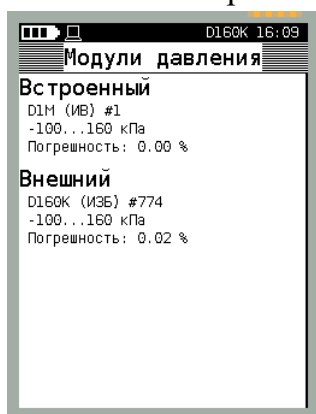 D160K 16:09
Модули давления
Встроенный
D1M (ИВ) #1
-100...160 кПа
Погрешность: 0.00 %
Внешний
D160K (ИЗБ) #774
-100...160 кПа
Погрешность: 0.02 %